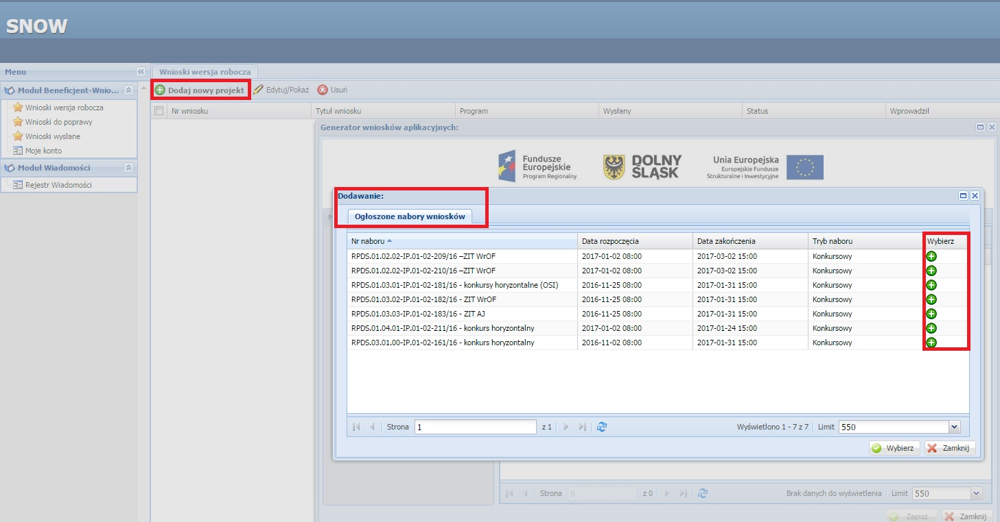 SNOW
Menu
Wnioski wersja robocza
Moduł Beneficjent-Wnio...
Dodaj nowy projekt Edytuj/Pokaż Usuń
Wnioski wersja robocza
Wnioski do poprawy
Wnioski wysłane
Moje konto
Moduł Wiadomości
Rejestr Wiadomości
Nr wniosku Tytuł wniosku Program Wysłany Status Wprowadził
Generator wniosków aplikacyjnych:
Fundusze
Europejskie
Program Regionalny
DOLNY
ŚLĄSK
Unia Europejska
Europejskie Fundusze
Strukturalne i Inwestycyjne
Dodawanie:
Ogłoszone nabory wniosków
Nr naboru Data rozpoczęcia Data zakończenia Tryb naboru Wybierz
RPDS.01.02.02-IP.01-02-209/16 –ZIT WrOF 2017-01-02 08:00 2017-03-02 15:00 Konkursowy
RPDS.01.02.02-IP.01-02-210/16 –ZIT WrOF 2017-01-02 08:00 2017-03-02 15:00 Konkursowy
RPDS.01.03.01-IP.01-02-181/16 - konkursy horyzontalne (OSI) 2016-11-25 08:00 2017-01-31 15:00 Konkursowy
RPDS.01.03.02-IP.01-02-182/16 - ZIT WrOF 2016-11-25 08:00 2017-01-31 15:00 Konkursowy
RPDS.01.03.03-IP.01-02-183/16 - ZIT AJ 2016-11-25 08:00 2017-01-31 15:00 Konkursowy
RPDS.01.04.01-IP.01-02-211/16 - konkurs horyzontalny 2017-01-02 08:00 2017-01-24 15:00 Konkursowy
RPDS.03.01.00-IP.01-02-161/16 - konkurs horyzontalny 2016-11-02 08:00 2017-01-31 15:00 Konkursowy
Strona 1 z 1 Wyświetlono 1 - 7 z 7 Limit 550
Wybierz Zamknij
Strona 0 z 0 Brak danych do wyświetlenia Limit 550
Zapisz Zamknij